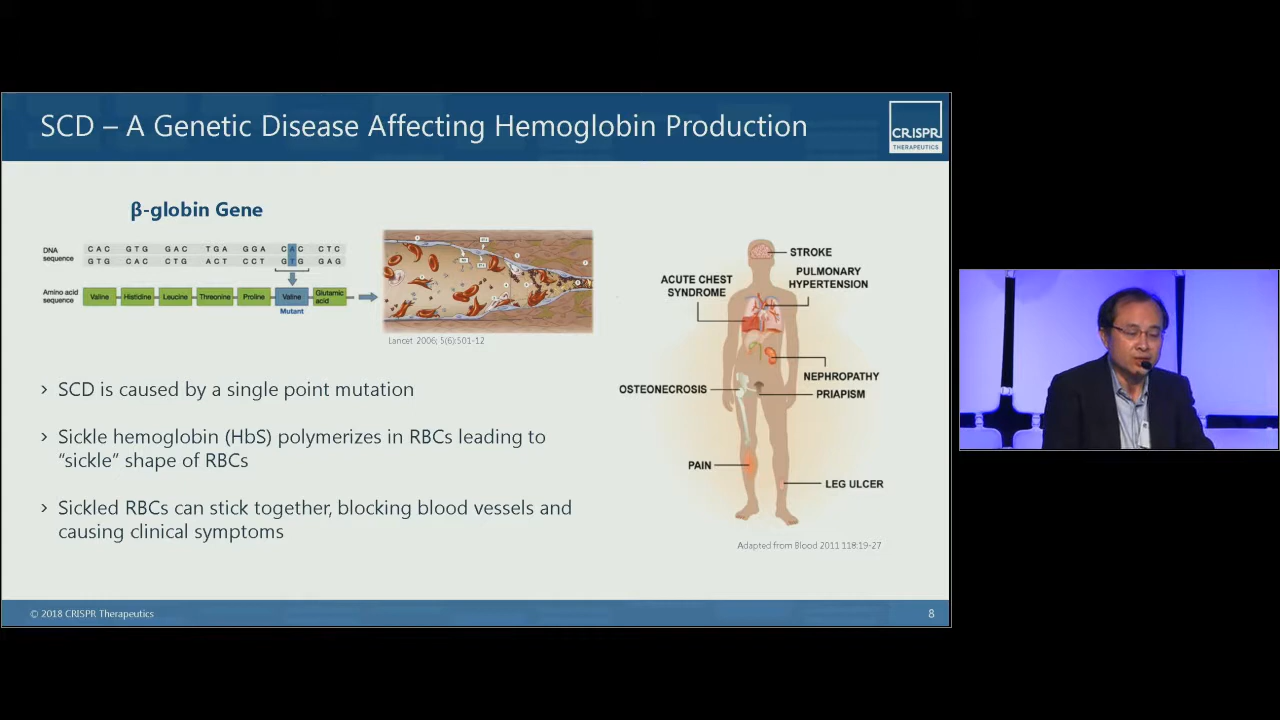 SCD – A Genetic Disease Affecting Hemoglobin Production
CRISPR
THERAPEUTICS
β-globin Gene
DNA
sequence
CAC GTG GAC TGA GGA CAC CTC
GTG CAC CTG ACT CCT GTG GAG
Amino acid
sequence
Valine Histidine Leucine Threonine Proline Valine Glutamic
acid
Mutant
Lancet 2006; 5(6):501-12
› SCD is caused by a single point mutation
› Sickle hemoglobin (HbS) polymerizes in RBCs leading to
“sickle” shape of RBCs
› Sickled RBCs can stick together, blocking blood vessels and
causing clinical symptoms
STROKE
ACUTE CHEST
SYNDROME
PULMONARY
HYPERTENSION
NEPHROPATHY
OSTEONECROSIS
PRIAPISM
PAIN
LEG ULCER
Adapted from Blood 2011 118:19-27
© 2018 CRISPR Therapeutics
8